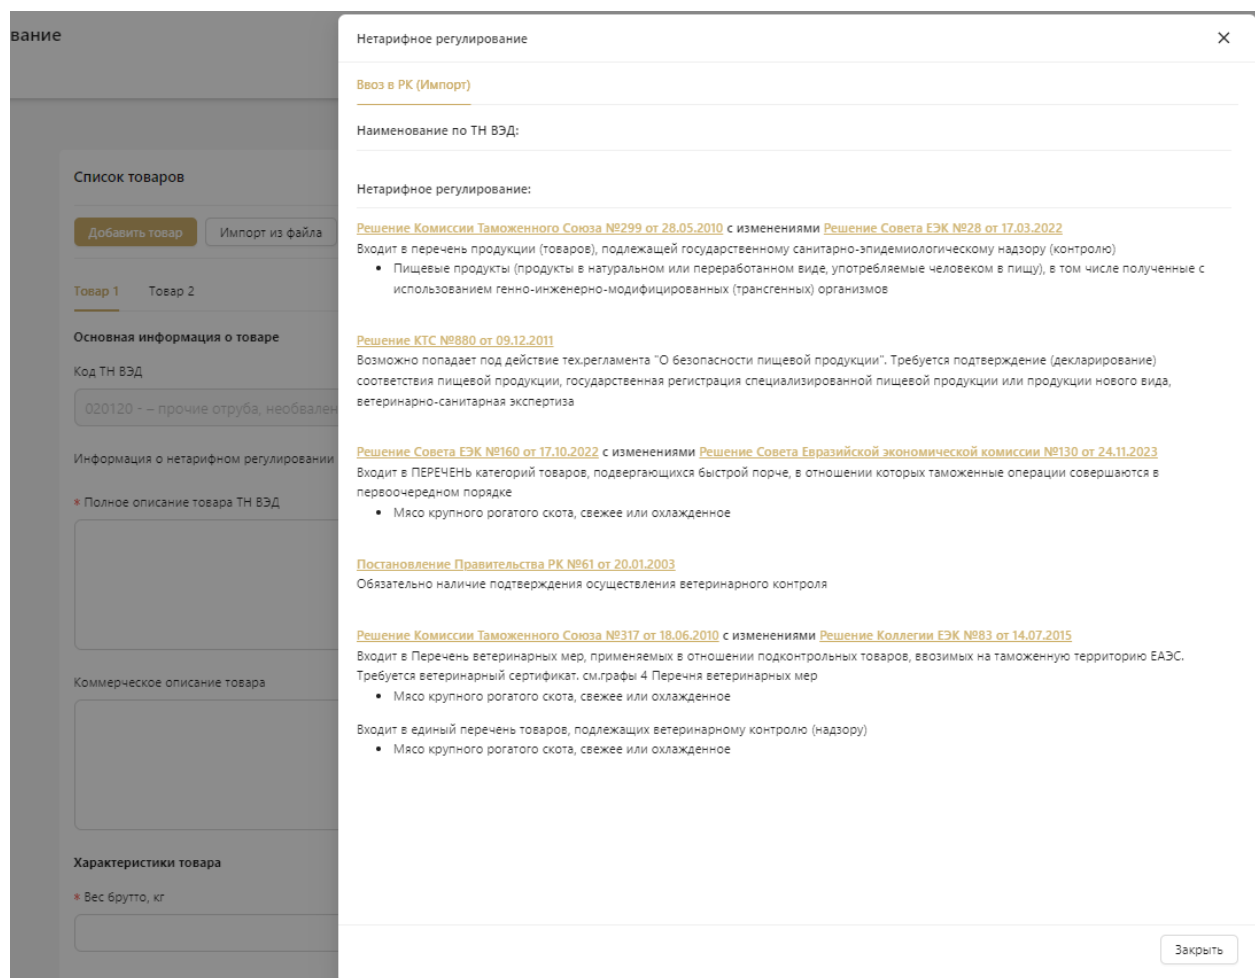 вание
Список товаров
Добавить товар
Импорт из файла
Товар 1
Товар 2
Основная информация о товаре
Код ТН ВЭД
020120 - – прочие отруба, необвален
Информация о нетарифном регулировании
* Полное описание товара ТН ВЭД
Коммерческое описание товара
Характеристики товара
* Вес брутто, кг
Нетарифное регулирование
Ввоз в РК (Импорт)
Наименование по ТН ВЭД:
Нетарифное регулирование:
Решение Комиссии Таможенного Союза №299 от 28.05.2010 с изменениями Решение Совета ЕЭК №28 от 17.03.2022
Входит в перечень продукции (товаров), подлежащей государственному санитарно-эпидемиологическому надзору (контролю)
• Пищевые продукты (продукты в натуральном или переработанном виде, употребляемые человеком в пищу), в том числе полученные с
использованием генно-инженерно-модифицированных (трансгенных) организмов
Решение КТС №880 от 09.12.2011
Возможно попадает под действие тех.регламента "О безопасности пищевой продукции". Требуется подтверждение (декларирование)
соответствия пищевой продукции, государственная регистрация специализированной пищевой продукции или продукции нового вида,
ветеринарно-санитарная экспертиза
Решение Совета ЕЭК №160 от 17.10.2022 с изменениями Решение Совета Евразийской экономической комиссии №130 от 24.11.2023
Входит в ПЕРЕЧЕНЬ категорий товаров, подвергающихся быстрой порче, в отношении которых таможенные операции совершаются в
первоочередном порядке
• Мясо крупного рогатого скота, свежее или охлажденное
Постановление Правительства РК №61 от 20.01.2003
Обязательно наличие подтверждения осуществления ветеринарного контроля
Решение Комиссии Таможенного Союза №317 от 18.06.2010 с изменениями Решение Коллегии ЕЭК №83 от 14.07.2015
Входит в Перечень ветеринарных мер, применяемых в отношении подконтрольных товаров, ввозимых на таможенную территорию ЕАЭС.
Требуется ветеринарный сертификат. см.графы 4 Перечня ветеринарных мер
• Мясо крупного рогатого скота, свежее или охлажденное
Входит в единый перечень товаров, подлежащих ветеринарному контролю (надзору)
• Мясо крупного рогатого скота, свежее или охлажденное
Закрыть